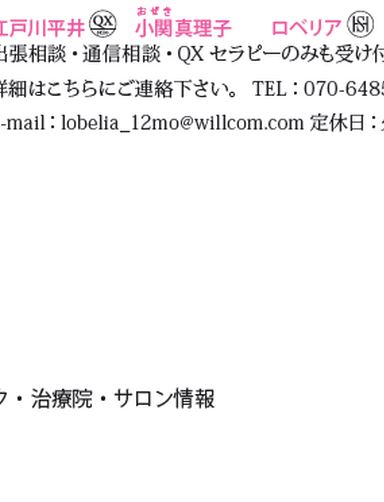 おぜき
江戸川平井 QX 小関真理子 ロベリア
出張相談・通信相談・QX セラピーのみも受け付
詳細はこちらにご連絡下さい。 TEL：070-6485
-mail：lobelia_12mo@willcom.com 定休日：
ク・治療院・サロン情報